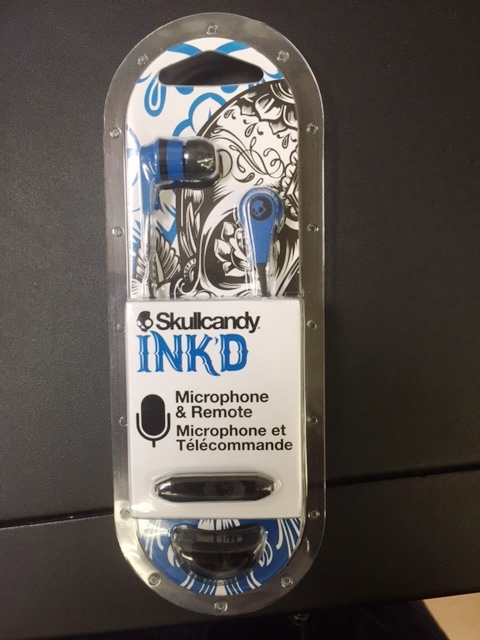 Skullcandy
INK'D
Microphone
& Remote
Microphone et
Télécommande